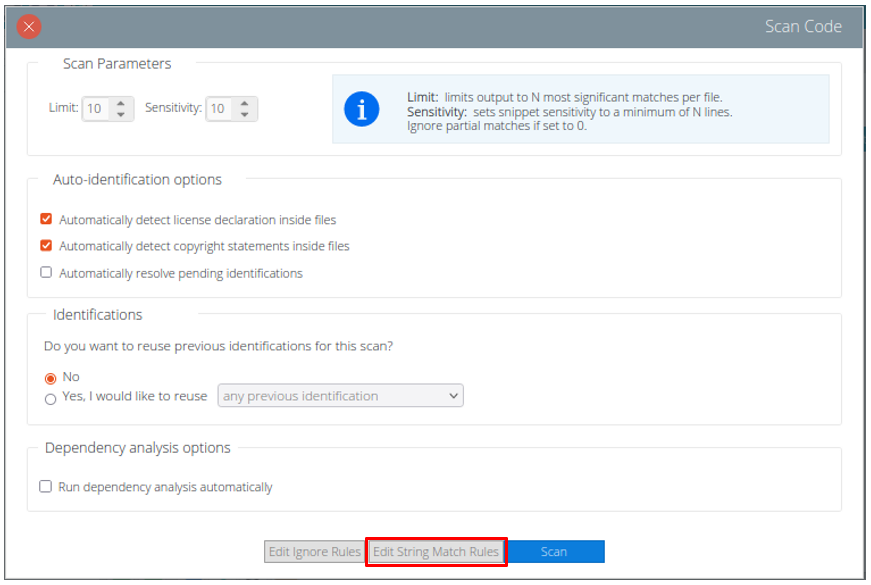 Scan Code
Scan Parameters
Limit: 10 Sensitivity: 10
Limit: limits output to N most significant matches per file.
Sensitivity: sets snippet sensitivity to a minimum of N lines.
Ignore partial matches if set to 0.
Auto-identification options
Automatically detect license declaration inside files
Automatically detect copyright statements inside files
Automatically resolve pending identifications
Identifications
Do you want to reuse previous identifications for this scan?
No
Yes, I would like to reuse any previous identification
Dependency analysis options
Run dependency analysis automatically
Edit Ignore Rules Edit String Match Rules Scan